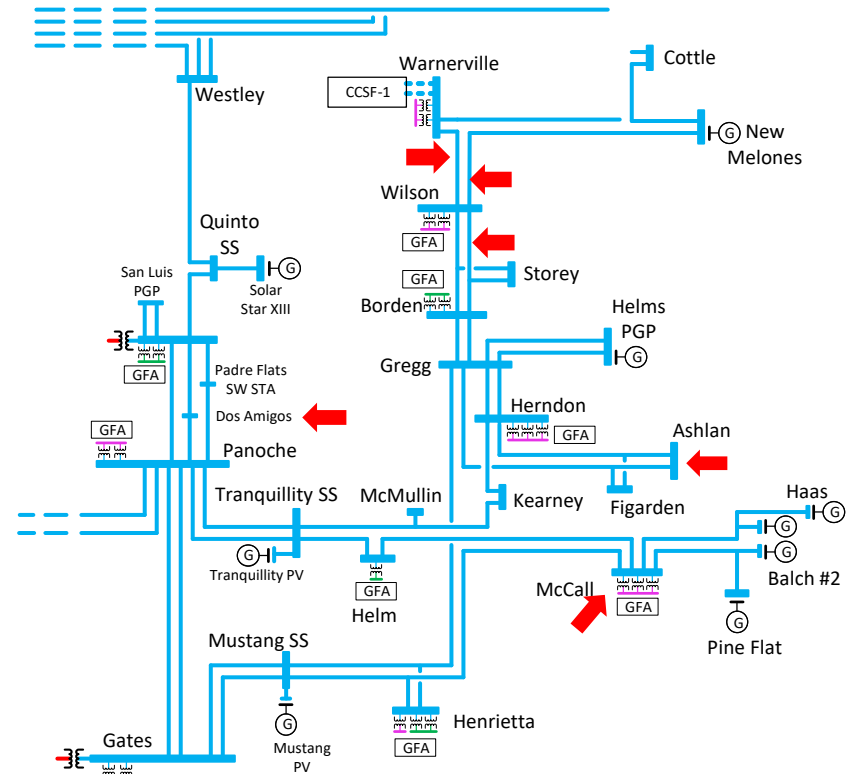 Warnerville
Cottle
CCSF-1
Westley
G
New
Melones
Wilson
Quinto
SS
GFA
G
San Luis
PGP
Solar
Star XIII
GFA
Storey
Borden
Helms
PGP
G
GFA
Padre Flats
SW STA
Gregg
Dos Amigos
Herndon
GFA
GFA
Ashlan
Panoche
Tranquillity SS
McMullin
Kearney
Figarden
Haas
G
G
G
G
Tranquillity PV
Balch #2
GFA
Helm
McCall
GFA
G
Pine Flat
Mustang SS
G
Henrietta
Mustang
PV
GFA
Gates